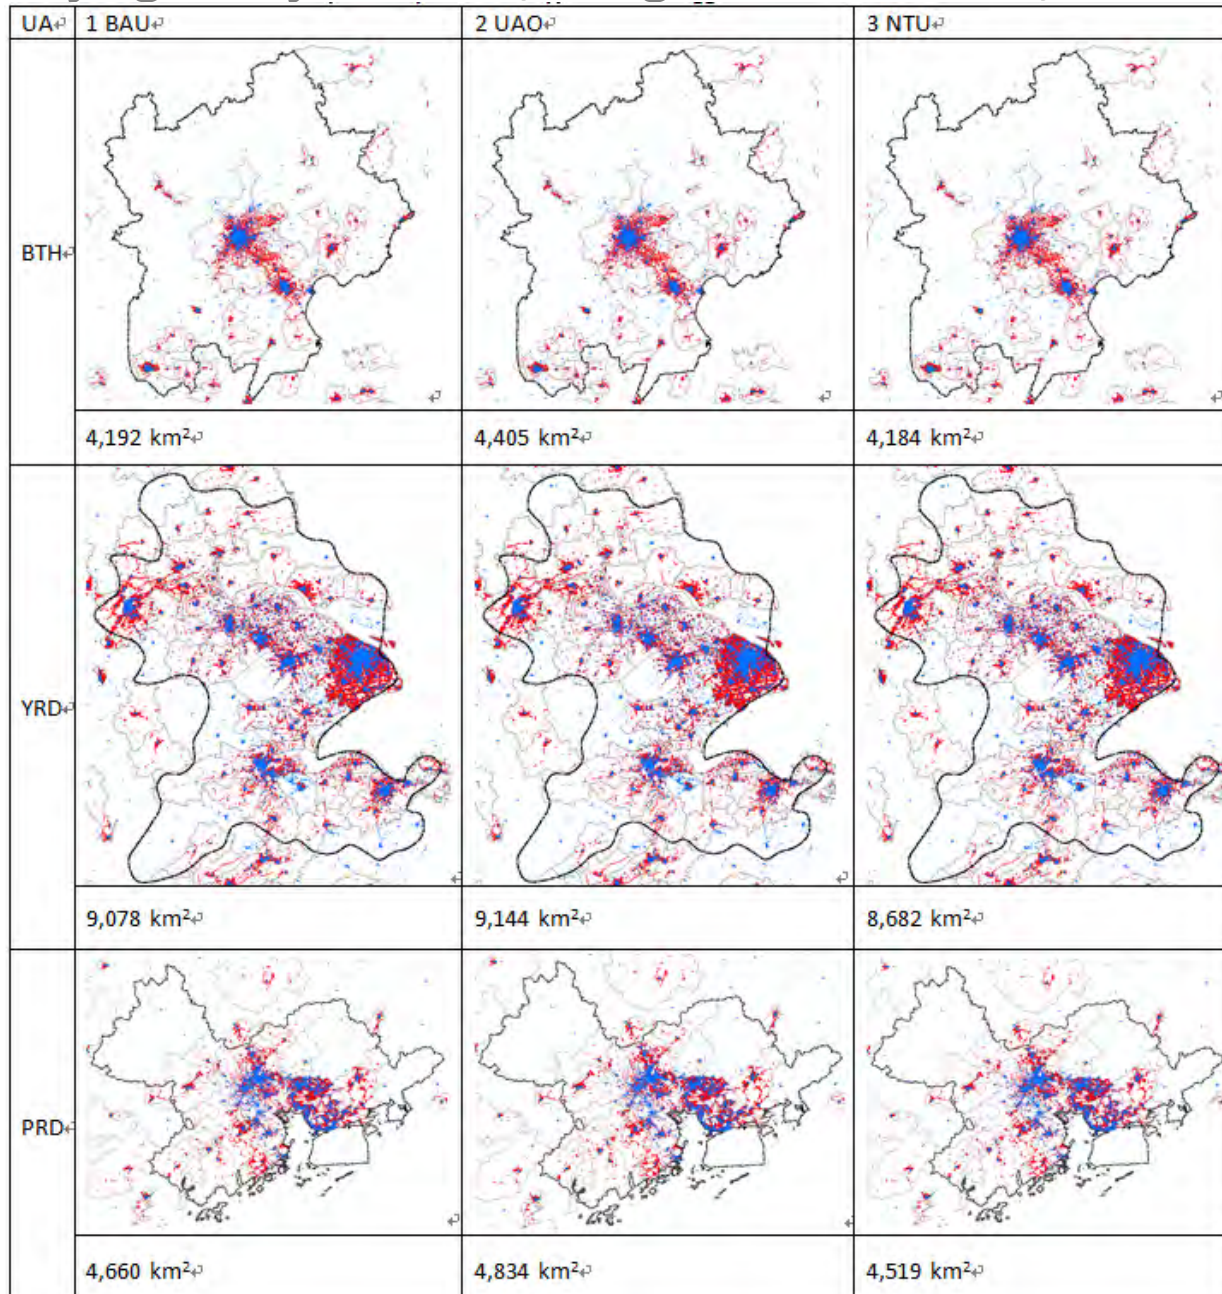 UA 1 BAU 2 UAO 3 NTU
BTH
4,192 km² 4,405 km² 4,184 km²
YRD
9,078 km² 9,144 km² 8,682 km²
PRD
4,660 km² 4,834 km² 4,519 km²